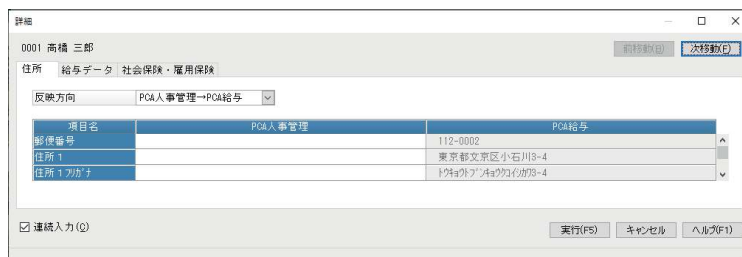 詳細
0001 高橋 三郎
前移動(B)
次移動(F)
住所 給与データ 社会保険・雇用保険
反映方向 PCA人事管理→PCA給与
項目名 PCA人事管理 PCA給与
郵便番号 112-0002
住所1 東京都文京区小石川3-4
住所1フリガナ トウキョウトブンキョウクコイシカワ3-4
連続入力(C)
実行(F5) キャンセル ヘルプ(F1)